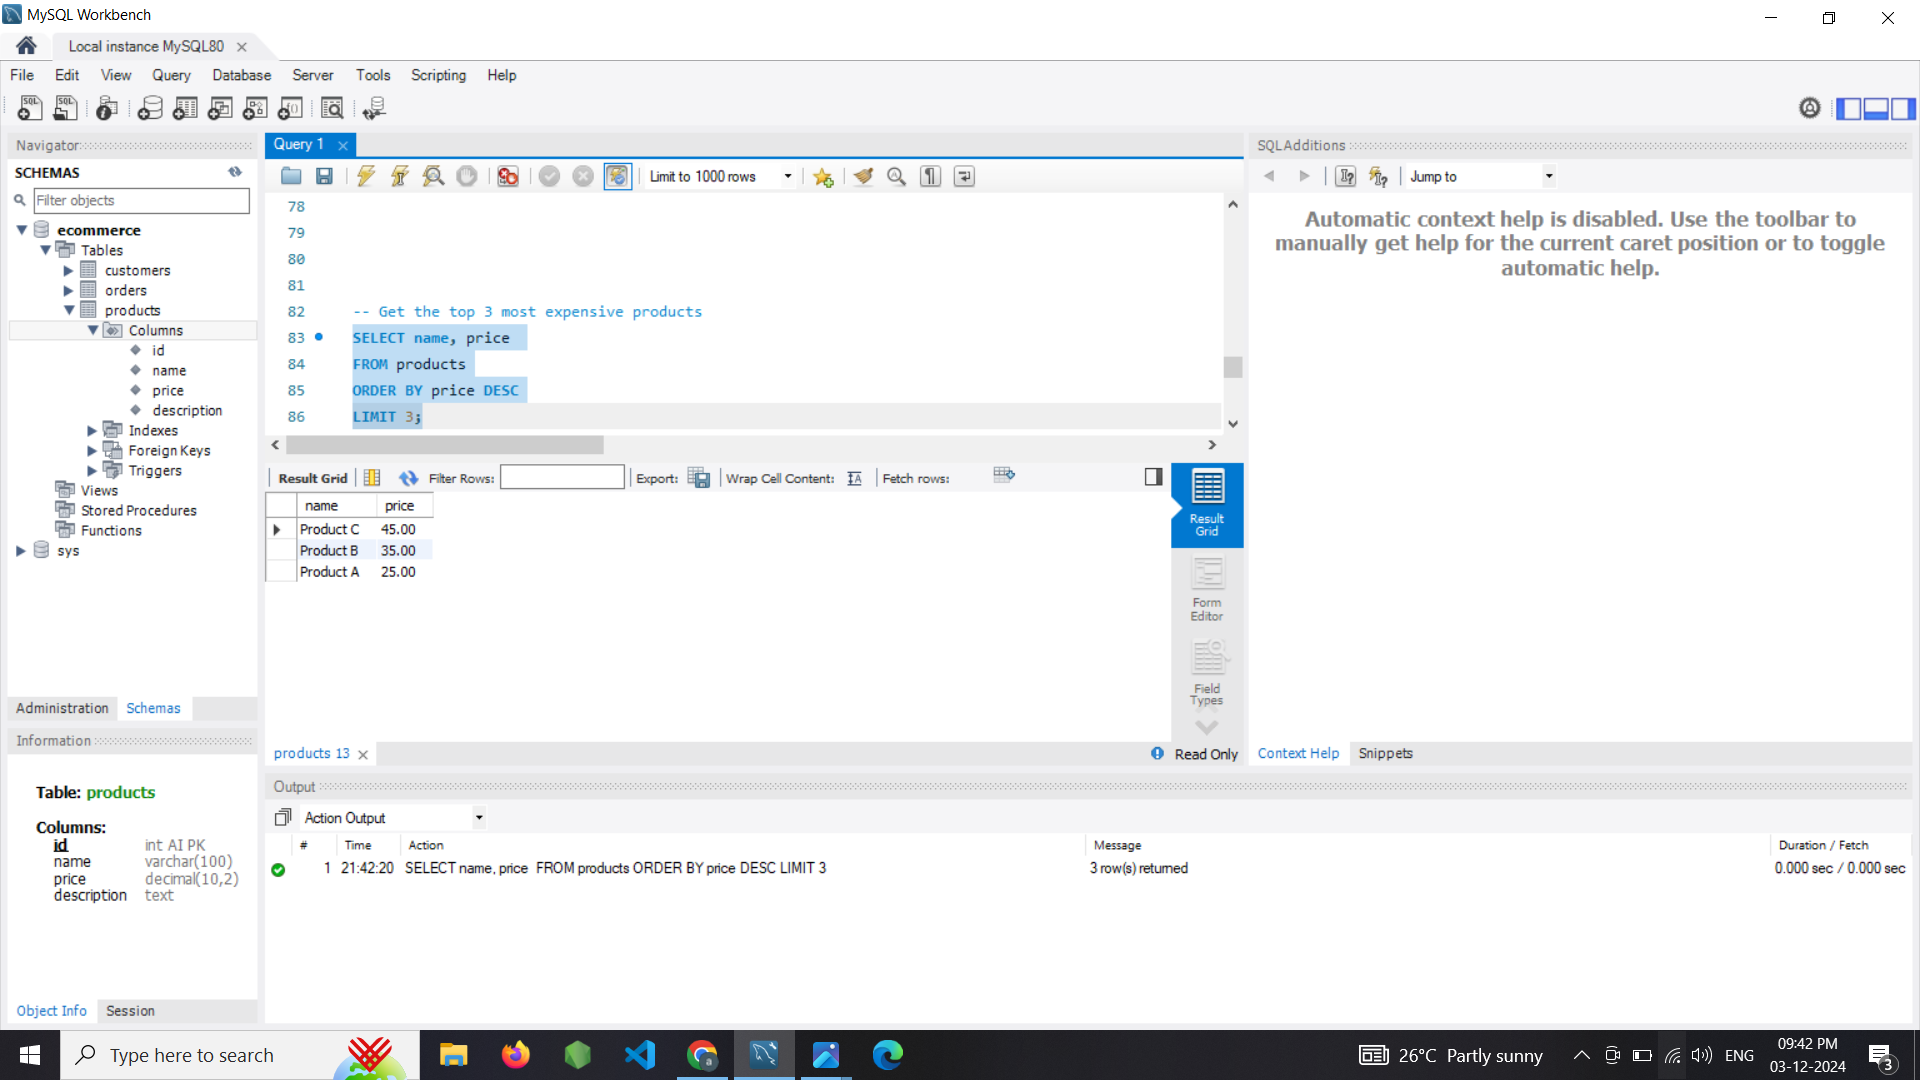 MySQL Workbench
Local instance MySQL80
File Edit View Query Database Server Tools Scripting Help
Navigator
SCHEMAS
Filter objects
ecommerce
Tables
customers
orders
products
Columns
id
name
price
description
Indexes
Foreign Keys
Triggers
Views
Stored Procedures
Functions
sys
Administration Schemas
Information
Table: products
Columns:
id int AI PK
name varchar(100)
price decimal(10,2)
description text
Object Info Session
Query 1
Limit to 1000 rows
78
79
80
81
82 -- Get the top 3 most expensive products
83 SELECT name, price
84 FROM products
85 ORDER BY price DESC
86 LIMIT 3;
Result Grid Filter Rows: Export: Wrap Cell Content: Fetch rows:
name price
Product C 45.00
Product B 35.00
Product A 25.00
Result Grid
Form Editor
Field Types
products 13
Read Only
SQLAdditions
Jump to
Automatic context help is disabled. Use the toolbar to
manually get help for the current caret position or to toggle
automatic help.
Context Help Snippets
Output
Action Output
# Time Action Message Duration / Fetch
1 21:42:20 SELECT name, price FROM products ORDER BY price DESC LIMIT 3 3 row(s) returned 0.000 sec / 0.000 sec
Type here to search
26°C Partly sunny
ENG
09:42 PM
03-12-2024
3